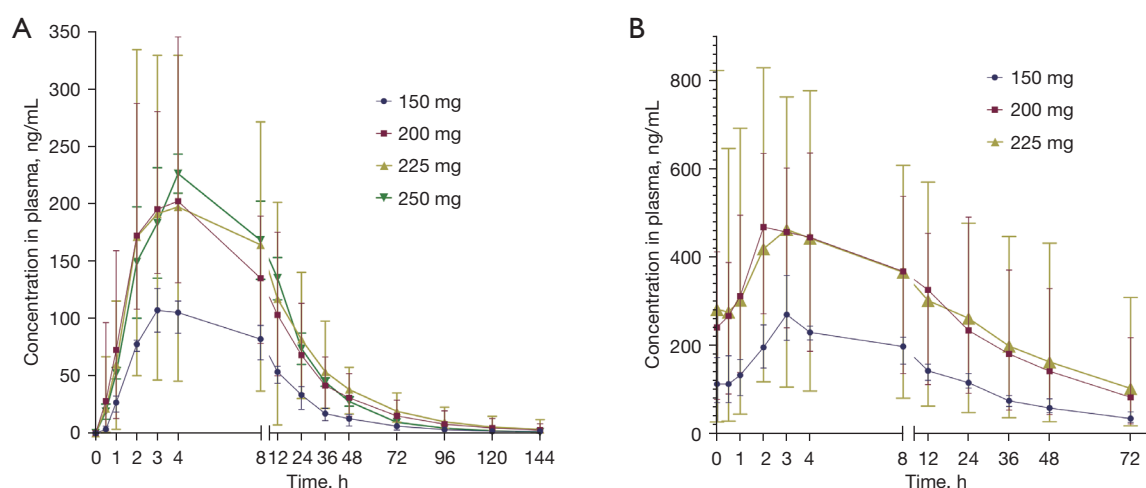 A
Concentration in plasma, ng/mL
350
300
250
200
150
100
50
0
0 1 2 3 4 8 12 24 36 48 72 96 120 144
Time, h
150 mg
200 mg
225 mg
250 mg
B
Concentration in plasma, ng/mL
800
600
400
200
0
0 1 2 3 4 8 12 24 36 48 72
Time, h
150 mg
200 mg
225 mg